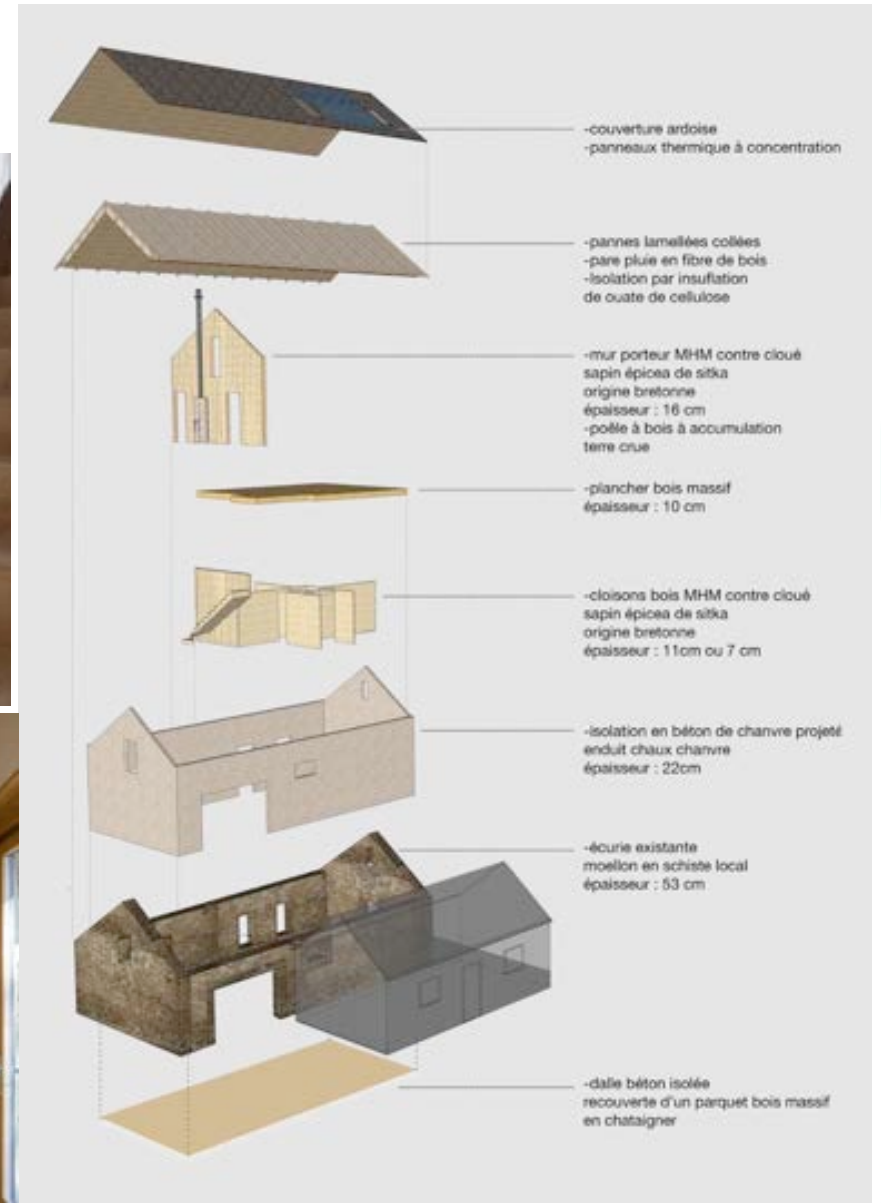 -couverture ardoise
-panneaux thermique à concentration
-pannes lamellées collées
-pare pluie en fibre de bois
-Isolation par insuflation
de ouate de cellulose
-mur porteur MHM contre cloué
sapin épicea de sitka
origine bretonne
épaisseur : 16 cm
-poêle à bois à accumulation
terre crue
-plancher bois massif
épaisseur : 10 cm
-cloisons bois MHM contre cloué
sapin épicea de sitka
origine bretonne
épaisseur : 11cm ou 7 cm
-isolation en béton de chanvre projeté
enduit chaux chanvre
épaisseur : 22cm
-écurie existante
moellon en schiste local
épaisseur : 53 cm
-dalle béton isolée
recouverte d'un parquet bois massif
en chataigner